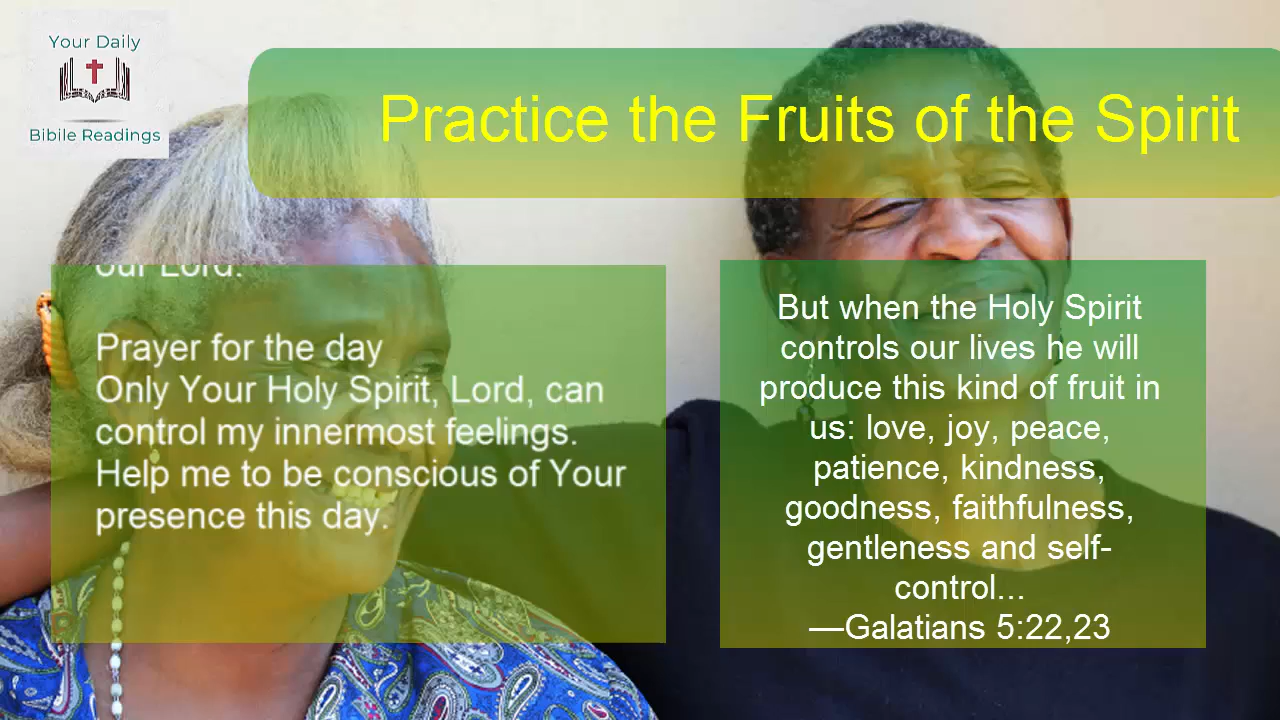 Your Daily
Bibile Readings
Practice the Fruits of the Spirit
our Lord.
Prayer for the day
Only Your Holy Spirit, Lord, can
control my innermost feelings.
Help me to be conscious of Your
presence this day.
But when the Holy Spirit
controls our lives he will
produce this kind of fruit in
us: love, joy, peace,
patience, kindness,
goodness, faithfulness,
gentleness and self-
control...
—Galatians 5:22,23